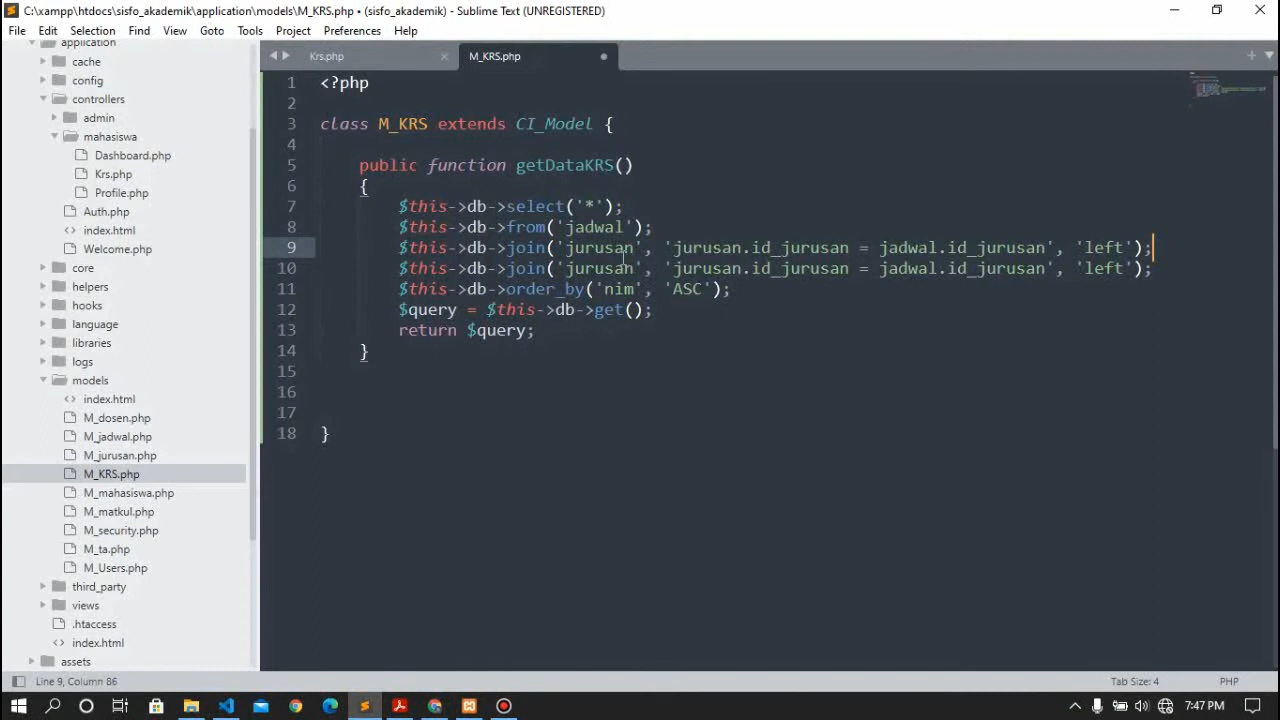 C:\xampp\htdocs\sisfo_akademik\application\models\M_KRS.php • (sisfo_akademik) - Sublime Text (UNREGISTERED)
File Edit Selection Find View Goto Tools Project Preferences Help
application
cache
config
controllers
admin
mahasiswa
Dashboard.php
Krs.php
Profile.php
Auth.php
index.html
Welcome.php
core
helpers
hooks
language
libraries
logs
models
index.html
M_dosen.php
M_jadwal.php
M_jurusan.php
M_KRS.php
M_mahasiswa.php
M_matkul.php
M_security.php
M_ta.php
M_Users.php
third_party
views
.htaccess
index.html
assets
Krs.php M_KRS.php
1 <?php
2
3 class M_KRS extends CI_Model {
4
5 public function getDataKRS()
6 {
7 $this->db->select('*');
8 $this->db->from('jadwal');
9 $this->db->join('jurusan', 'jurusan.id_jurusan = jadwal.id_jurusan', 'left');
10 $this->db->join('jurusan', 'jurusan.id_jurusan = jadwal.id_jurusan', 'left');
11 $this->db->order_by('nim', 'ASC');
12 $query = $this->db->get();
13 return $query;
14 }
15
16
17
18 }
Line 9, Column 86 Tab Size: 4 PHP
7:47 PM